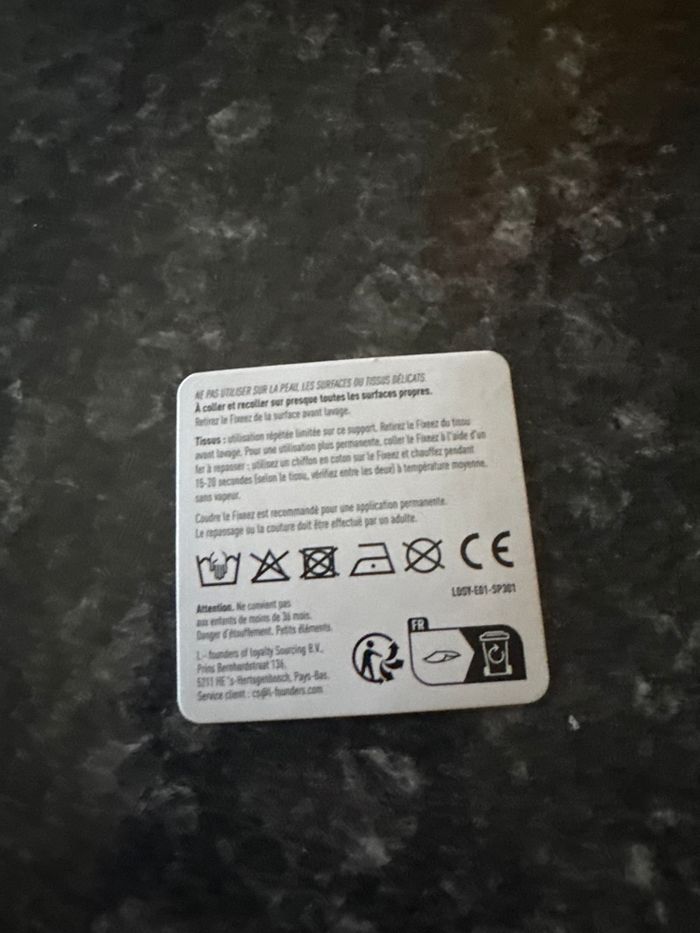 NE PAS UTILISER SUR LA PEAU, LES SURFACES OU TISSUS DÉLICATS.
À coller et recoller sur presque toutes les surfaces propres.
Retirez le Fixeez de la surface avant lavage.
Tissus : utilisation répétée limitée sur ce support. Retirez le Fixeez du tissu
avant lavage. Pour une utilisation plus permanente, coller le Fixeez à l'aide d'un
fer à repasser : utilisez un chiffon en coton sur le Fixeez et chauffez pendant
15-20 secondes (selon le tissu, vérifiez entre les deux) à température moyenne,
sans vapeur.
Coudre le Fixeez est recommandé pour une application permanente.
Le repassage ou la couture doit être effectué par un adulte.
CE
LDSY-E01-SP301
Attention. Ne convient pas
aux enfants de moins de 36 mois.
Danger d'étouffement. Petits éléments.
L - founders of loyalty Sourcing B.V.,
Prins Bernhardstraat 136,
5211 HE 's-Hertogenbosch, Pays-Bas.
Service client : cs@l-founders.com
FR